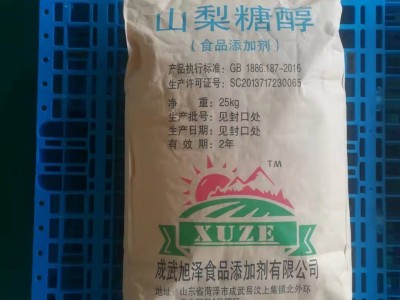 山梨糖醇
（食品添加剂）
产品执行标准：GB 1886.187-2016
生产许可证号：SC2013717230065
净 重：25kg
生产批号：见封口处
生产日期：见封口处
有 效 期：2年
TM
XUZE
成武旭泽食品添加剂有限公司
地址：山东省菏泽市成武县汶上集镇北外环